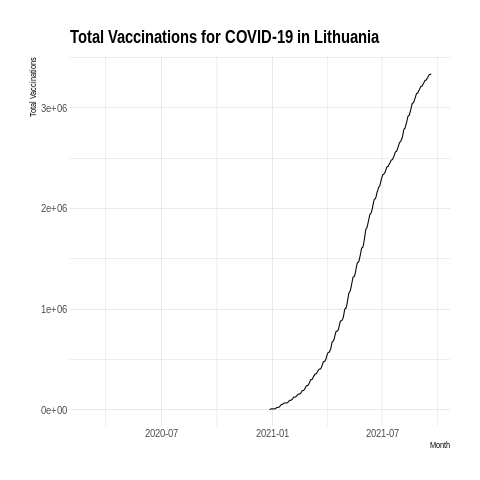 Total Vaccinations for COVID-19 in Lithuania
Total Vaccinations
3e+06
2e+06
1e+06
0e+00
2020-07
2021-01
2021-07
Month